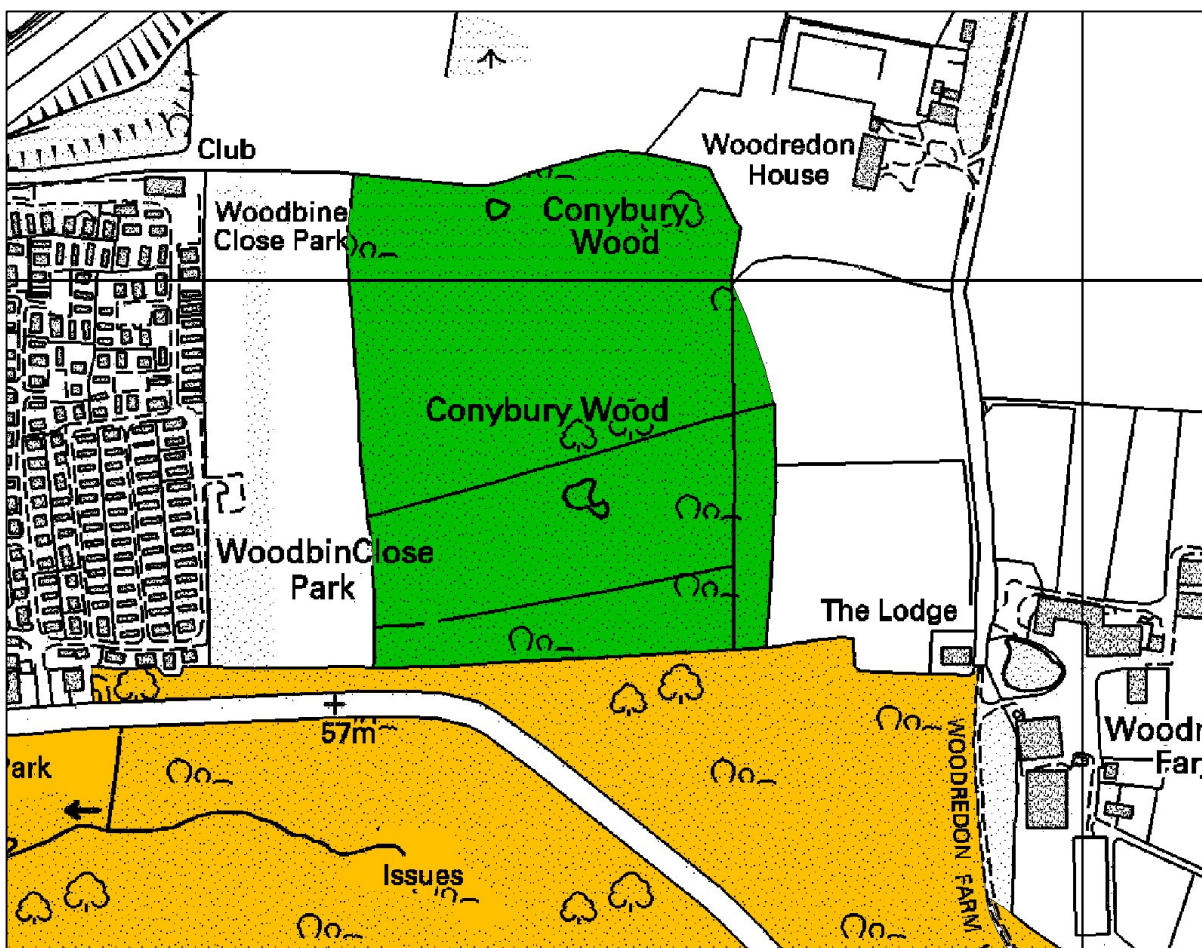 Club
Woodredon
House
Woodbine
Close Park
Conybury
Wood
Conybury Wood
WoodbinClose
Park
The Lodge
57m
Woodr
Far
ark
WOODREDON FARM
Issues